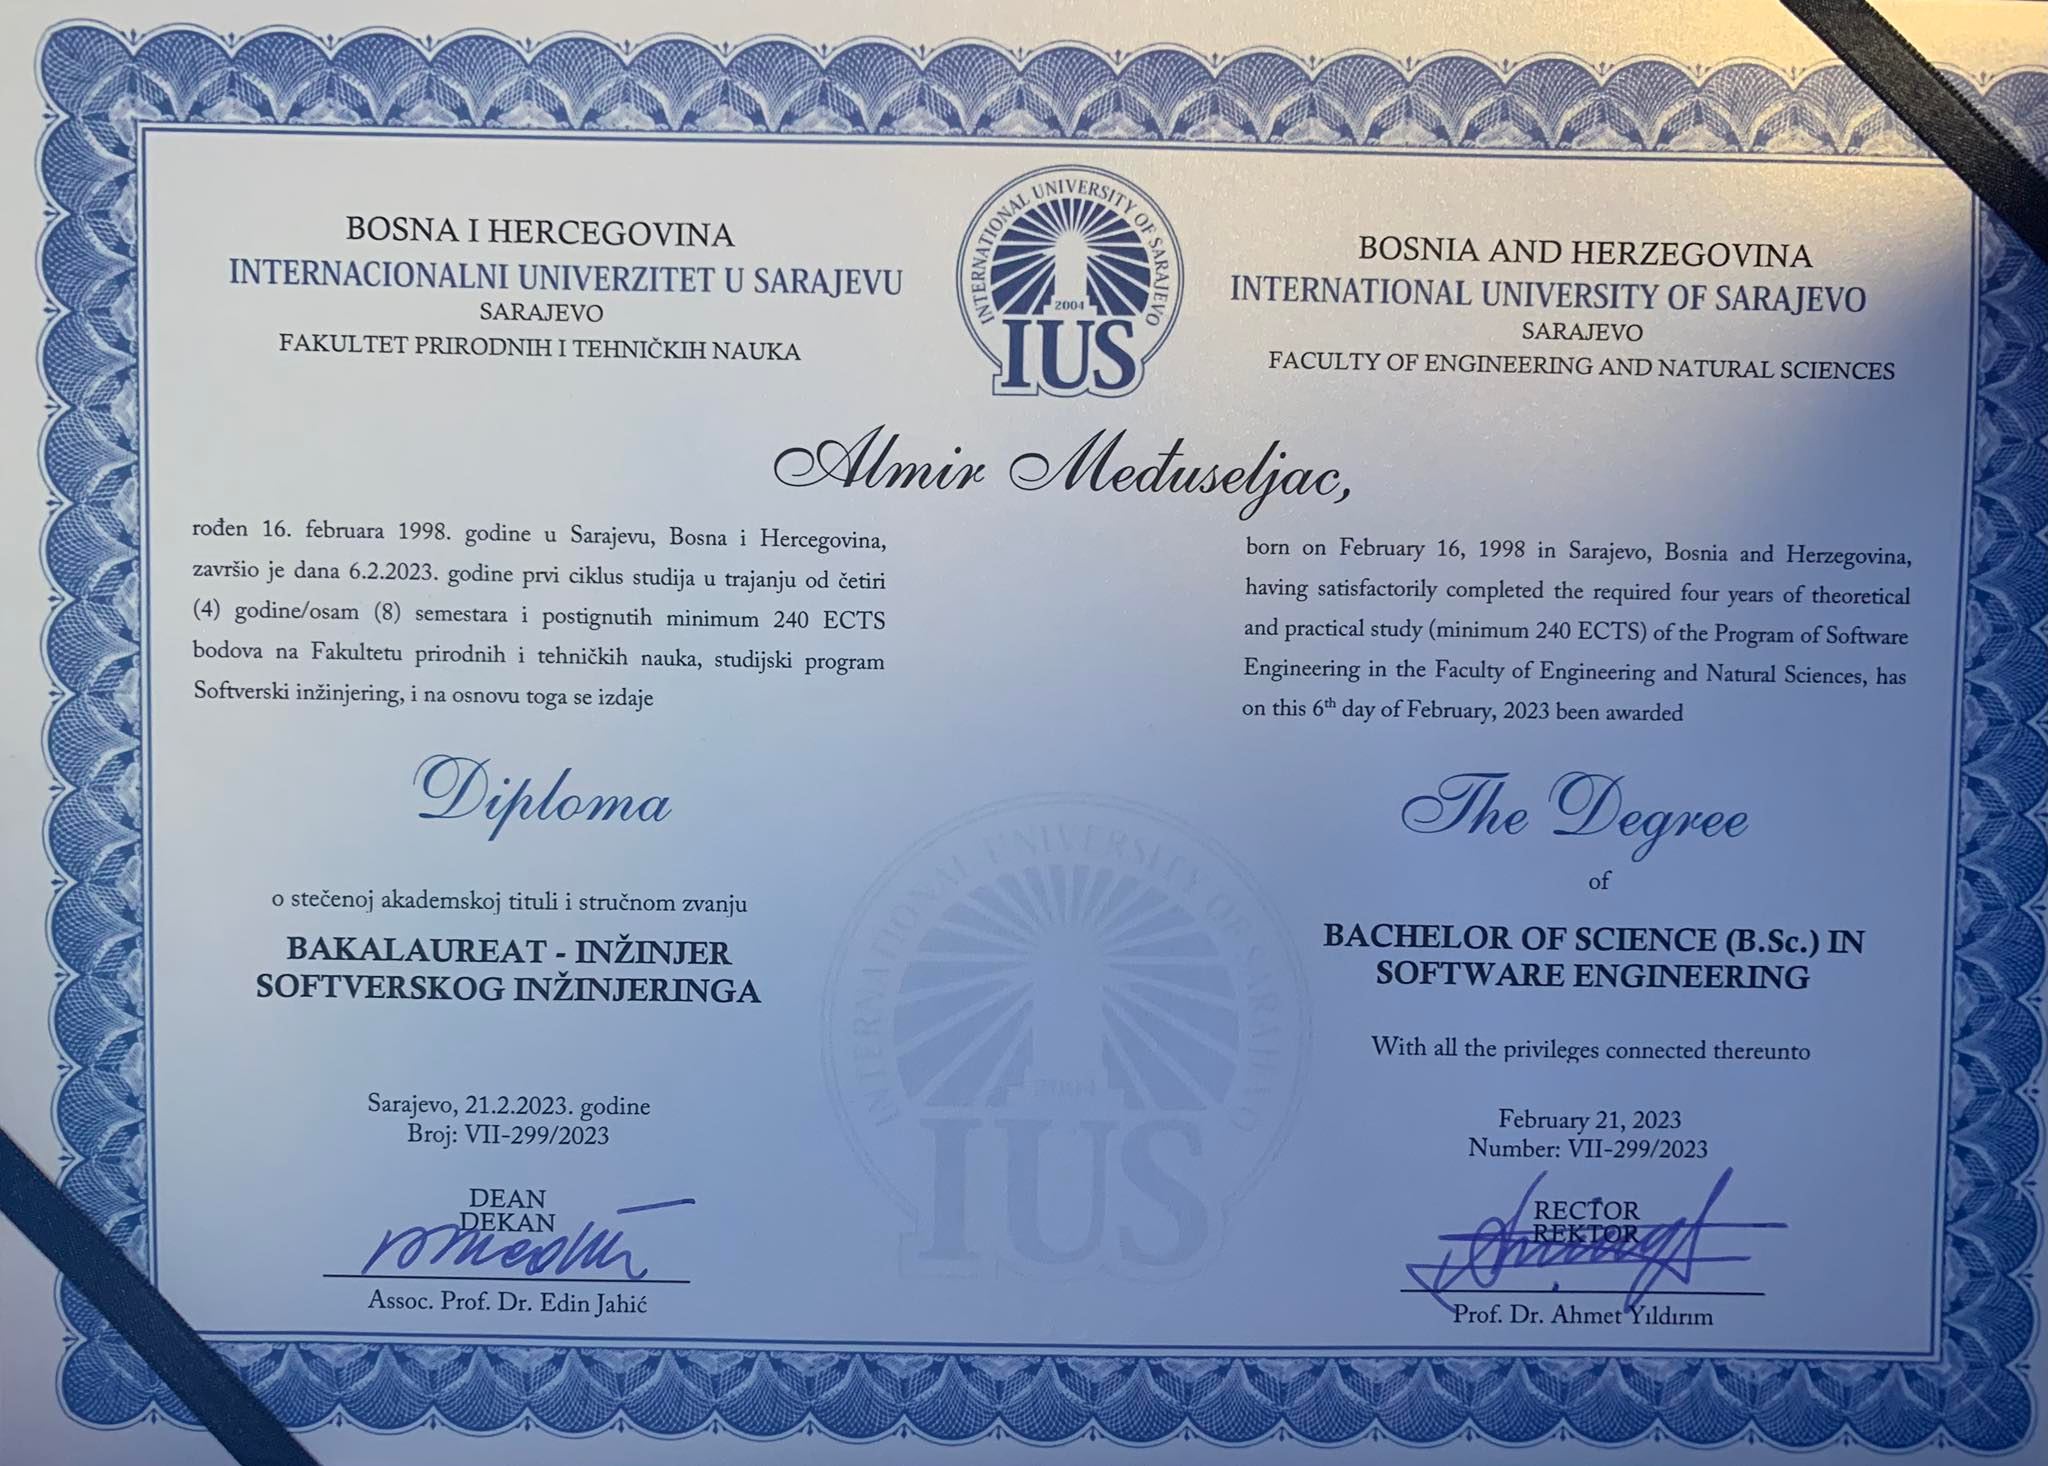 BOSNA I HERCEGOVINA
INTERNACIONALNI UNIVERZITET U SARAJEVU
SARAJEVO
FAKULTET PRIRODNIH I TEHNIČKIH NAUKA
INTERNATIONAL UNIVERSITY OF SARAJEVO
2004
IUS
BOSNIA AND HERZEGOVINA
INTERNATIONAL UNIVERSITY OF SARAJEVO
SARAJEVO
FACULTY OF ENGINEERING AND NATURAL SCIENCES
Almir Međuseljac,
rođen 16. februara 1998. godine u Sarajevu, Bosna i Hercegovina,
završio je dana 6.2.2023. godine prvi ciklus studija u trajanju od četiri
(4) godine/osam (8) semestara i postignutih minimum 240 ECTS
bodova na Fakultetu prirodnih i tehničkih nauka, studijski program
Softverski inžinjering, i na osnovu toga se izdaje
Diploma
o stečenoj akademskoj tituli i stručnom zvanju
BAKALAUREAT - INŽINJER
SOFTVERSKOG INŽINJERINGA
Sarajevo, 21.2.2023. godine
Broj: VII-299/2023
DEAN
DEKAN
Assoc. Prof. Dr. Edin Jahić
born on February 16, 1998 in Sarajevo, Bosnia and Herzegovina,
having satisfactorily completed the required four years of theoretical
and practical study (minimum 240 ECTS) of the Program of Software
Engineering in the Faculty of Engineering and Natural Sciences, has
on this 6th day of February, 2023 been awarded
The Degree
of
BACHELOR OF SCIENCE (B.Sc.) IN
SOFTWARE ENGINEERING
With all the privileges connected thereunto
February 21, 2023
Number: VII-299/2023
RECTOR
REKTOR
Prof. Dr. Ahmet Yıldırım
INTERNATIONAL UNIVERSITY OF SARAJEVO
2004
IUS